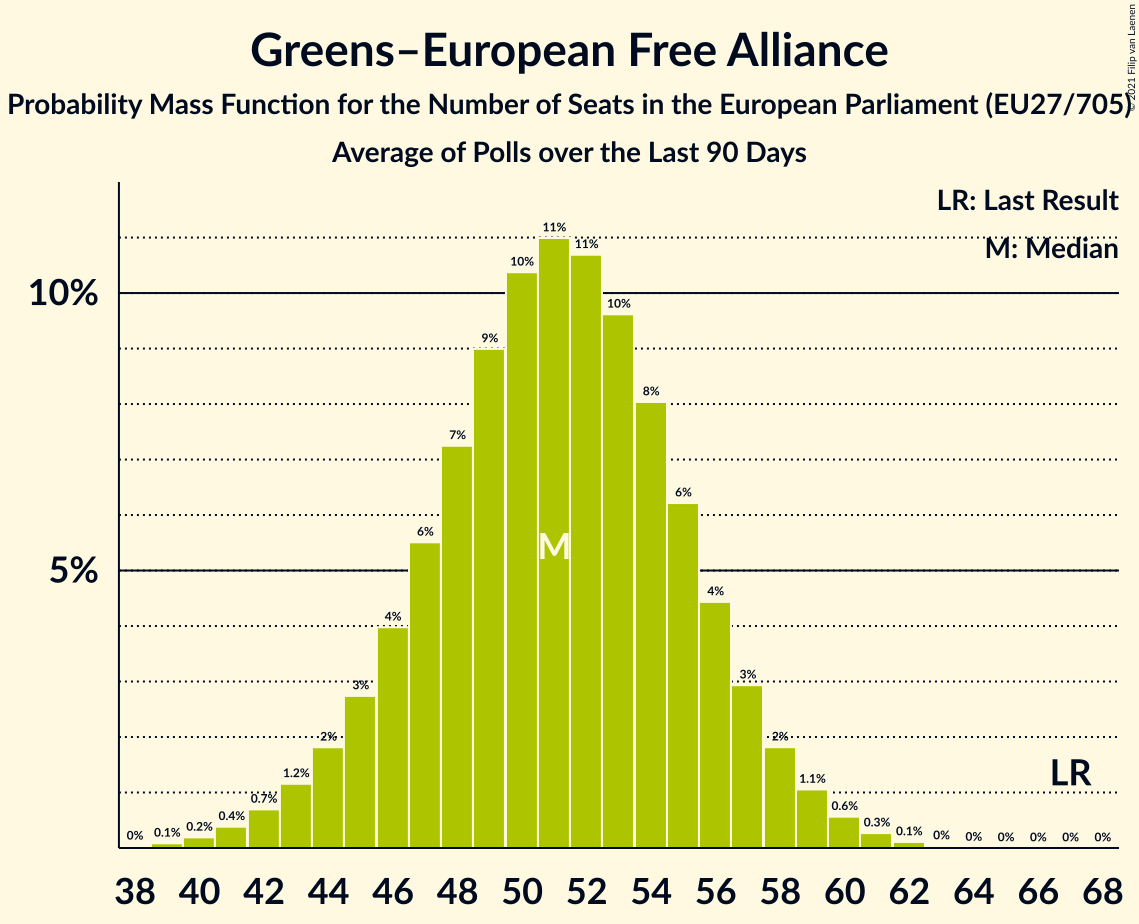 Greens–European Free Alliance
© 2021 Filip van Laenen
Probability Mass Function for the Number of Seats in the European Parliament (EU27/705)
Average of Polls over the Last 90 Days
LR: Last Result
M: Median
10%
5%
0% 0.1% 0.2% 0.4% 0.7% 1.2% 2% 3% 4% 6% 7% 9% 10% 11% 11% 10% 8% 6% 4% 3% 2% 1.1% 0.6% 0.3% 0.1% 0% 0% 0% 0% 0% 0%
M
LR
38 40 42 44 46 48 50 52 54 56 58 60 62 64 66 68